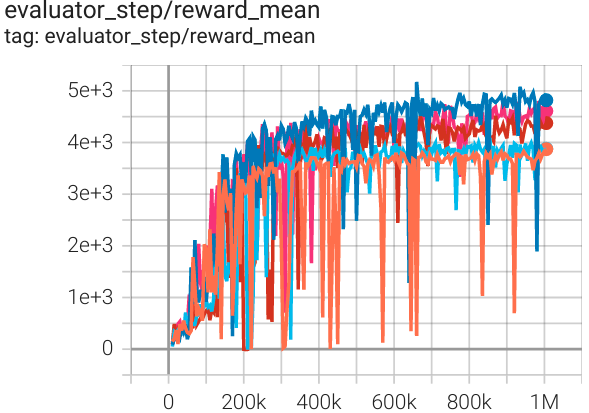 evaluator_step/reward_mean
tag: evaluator_step/reward_mean
5e+3
4e+3
3e+3
2e+3
1e+3
0
0 200k 400k 600k 800k 1M